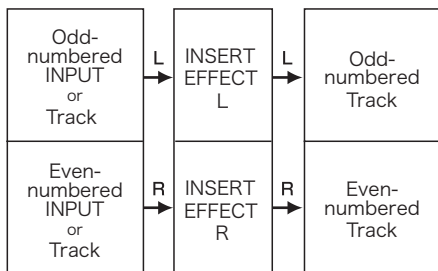 Odd-
numbered
INPUT
or
Track
L
INSERT
EFFECT
L
L
Odd-
numbered
Track
Even-
numbered
INPUT
or
Track
R
INSERT
EFFECT
R
R
Even-
numbered
Track